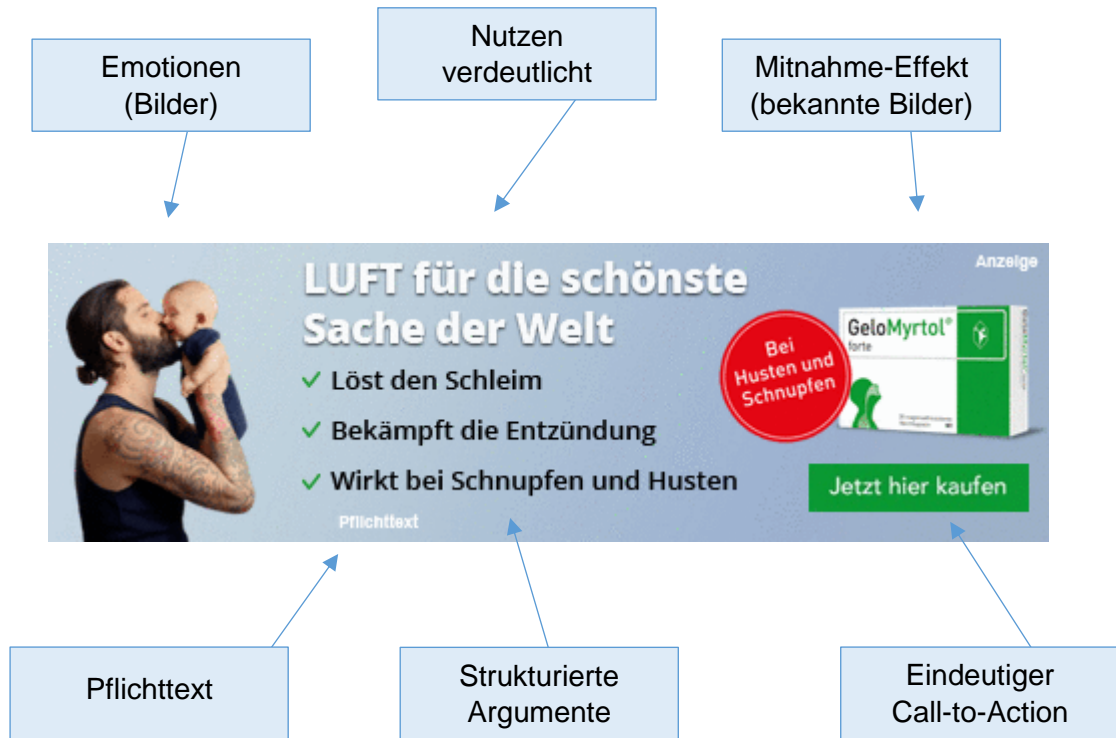 Emotionen
(Bilder)
Nutzen
verdeutlicht
Mitnahme-Effekt
(bekannte Bilder)
Anzeige
LUFT für die schönste
Sache der Welt
✓ Löst den Schleim
✓ Bekämpft die Entzündung
✓ Wirkt bei Schnupfen und Husten
Pflichttext
Bei
Husten und
Schnupfen
GeloMyrtol®
forte
Jetzt hier kaufen
Pflichttext
Strukturierte
Argumente
Eindeutiger
Call-to-Action